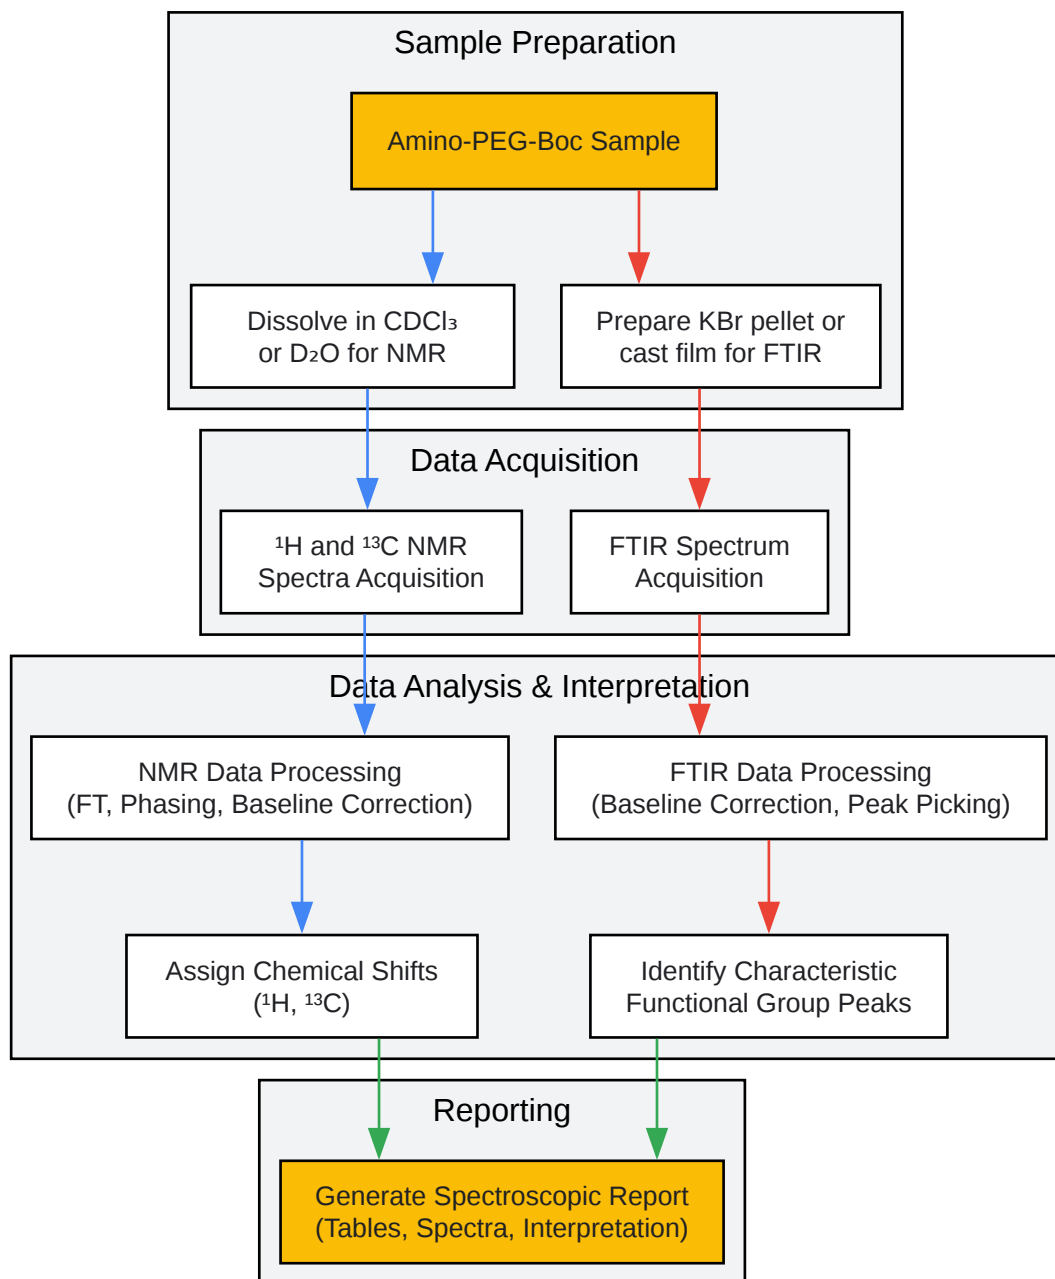 Sample Preparation
Amino-PEG-Boc Sample
Dissolve in CDCl₃
or D₂O for NMR
Prepare KBr pellet or
cast film for FTIR
Data Acquisition
¹H and ¹³C NMR
Spectra Acquisition
FTIR Spectrum
Acquisition
Data Analysis & Interpretation
NMR Data Processing
(FT, Phasing, Baseline Correction)
FTIR Data Processing
(Baseline Correction, Peak Picking)
Assign Chemical Shifts
(¹H, ¹³C)
Identify Characteristic
Functional Group Peaks
Reporting
Generate Spectroscopic Report
(Tables, Spectra, Interpretation)